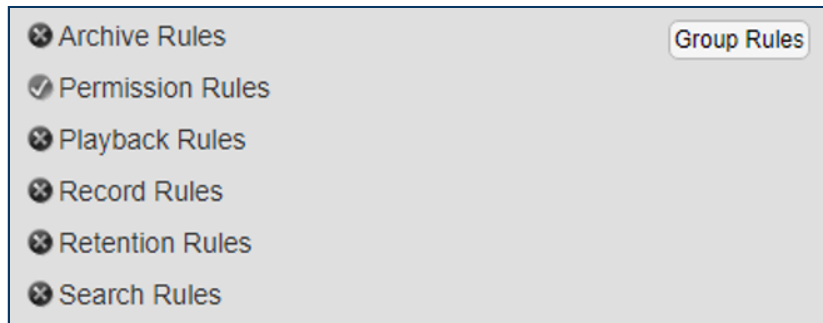 Archive Rules
Group Rules
Permission Rules
Playback Rules
Record Rules
Retention Rules
Search Rules